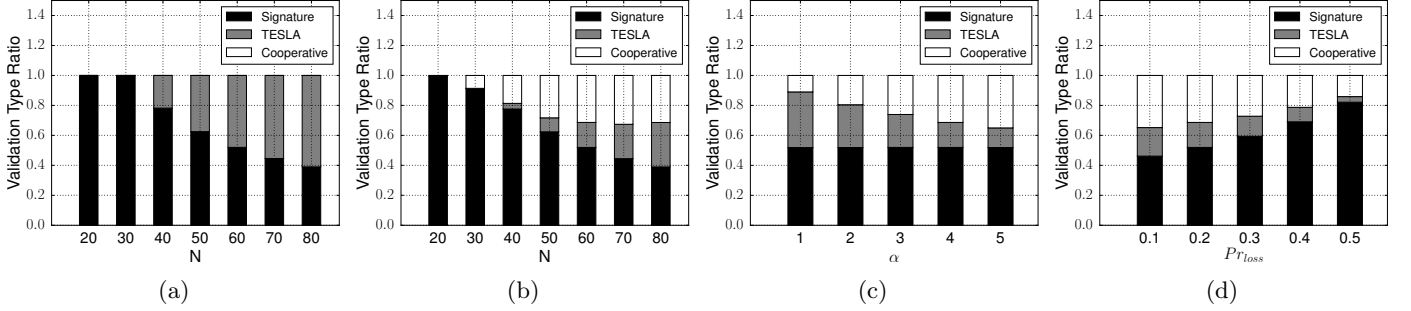 Validation Type Ratio
1.4
1.2
1.0
0.8
0.6
0.4
0.2
0.0
Signature
TESLA
Cooperative
20 30 40 50 60 70 80
N
(a)
Validation Type Ratio
1.4
1.2
1.0
0.8
0.6
0.4
0.2
0.0
Signature
TESLA
Cooperative
20 30 40 50 60 70 80
N
(b)
Validation Type Ratio
1.4
1.2
1.0
0.8
0.6
0.4
0.2
0.0
Signature
TESLA
Cooperative
1 2 3 4 5
α
(c)
Validation Type Ratio
1.4
1.2
1.0
0.8
0.6
0.4
0.2
0.0
Signature
TESLA
Cooperative
0.1 0.2 0.3 0.4 0.5
Pr_loss
(d)